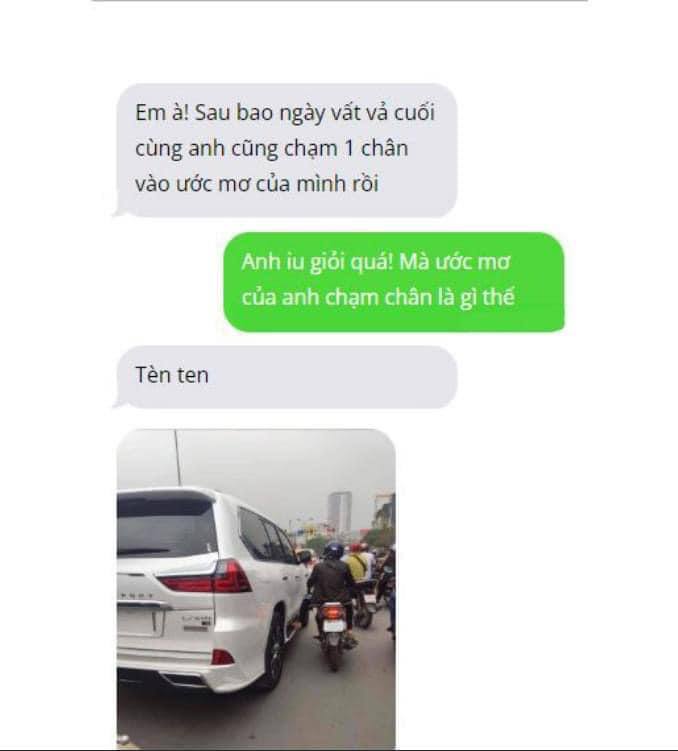 Em à! Sau bao ngày vất vả cuối
cùng anh cũng chạm 1 chân
vào ước mơ của mình rồi
Anh iu giỏi quá! Mà ước mơ
của anh chạm chân là gì thế
Tèn ten